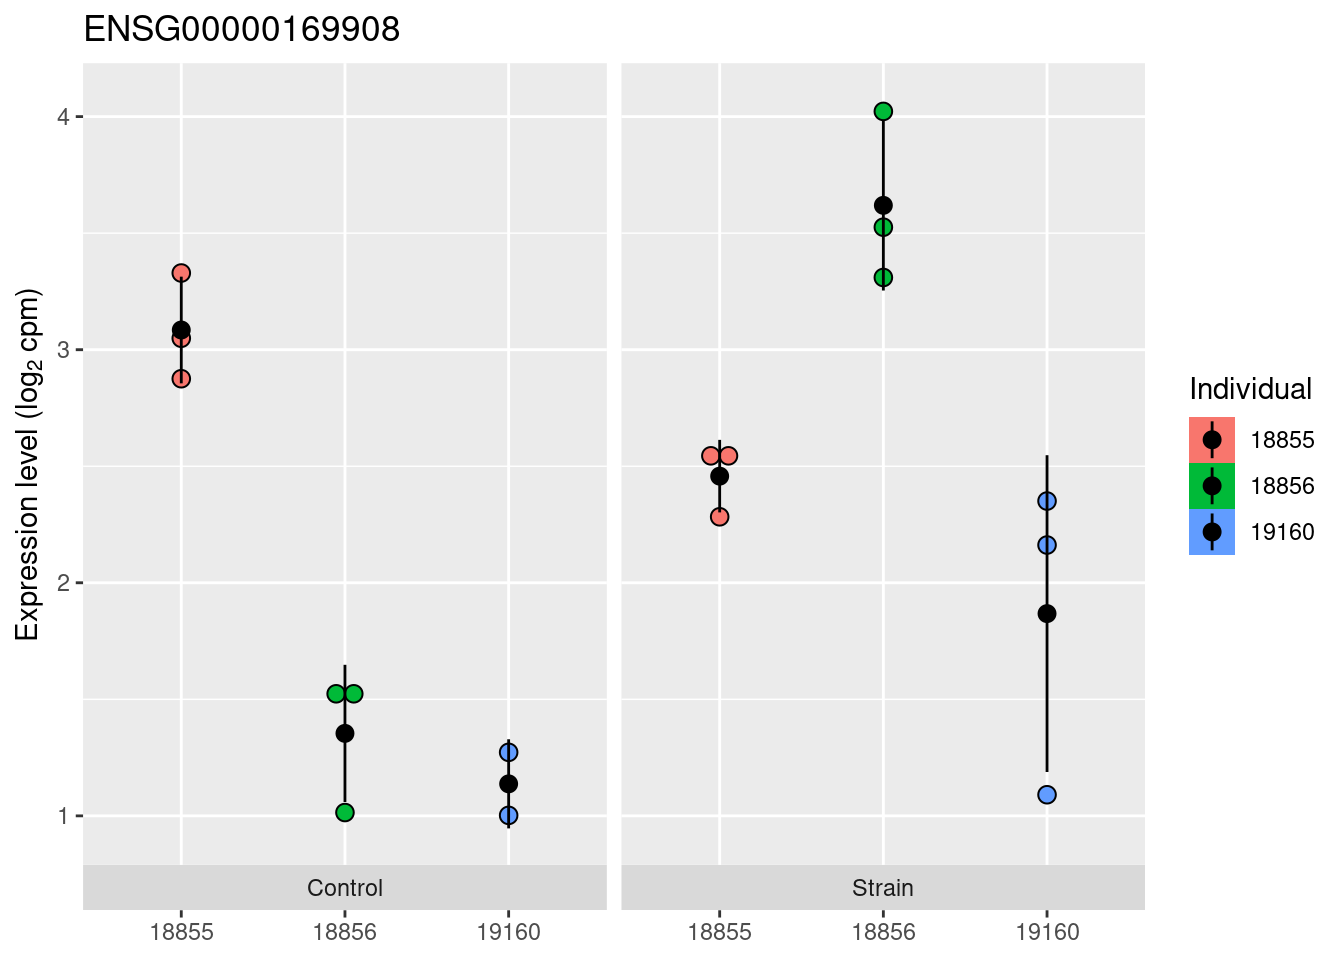 ENSG00000169908
Expression level (log₂ cpm)
4
3
2
1
Control
Strain
18855
18856
19160
18855
18856
19160
Individual
18855
18856
19160